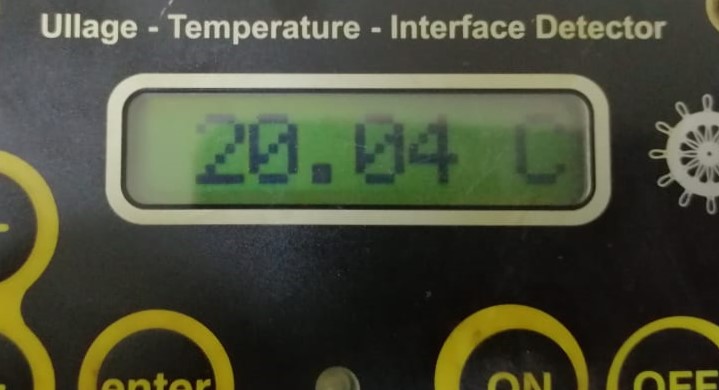 Ullage - Temperature - Interface Detector
20.04 C
enter
ON
OFF